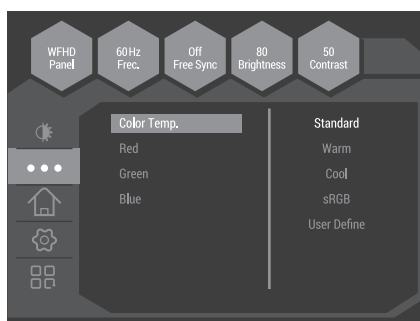 WFHD
Panel
60Hz
Frec.
Off
Free Sync
80
Brightness
50
Contrast
Color Temp.
Red
Green
Blue
Standard
Warm
Cool
sRGB
User Define